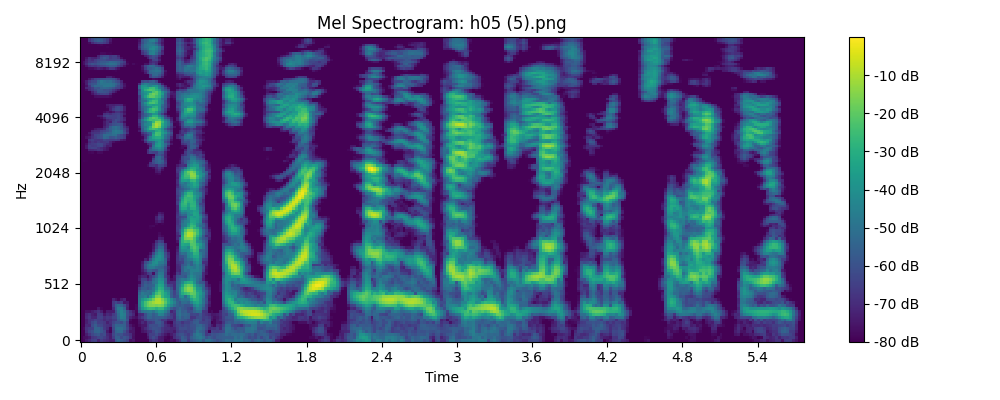 Mel Spectrogram: h05 (5).png
8192
4096
2048
1024
512
0
Hz
0 0.6 1.2 1.8 2.4 3 3.6 4.2 4.8 5.4
Time
-10 dB
-20 dB
-30 dB
-40 dB
-50 dB
-60 dB
-70 dB
-80 dB